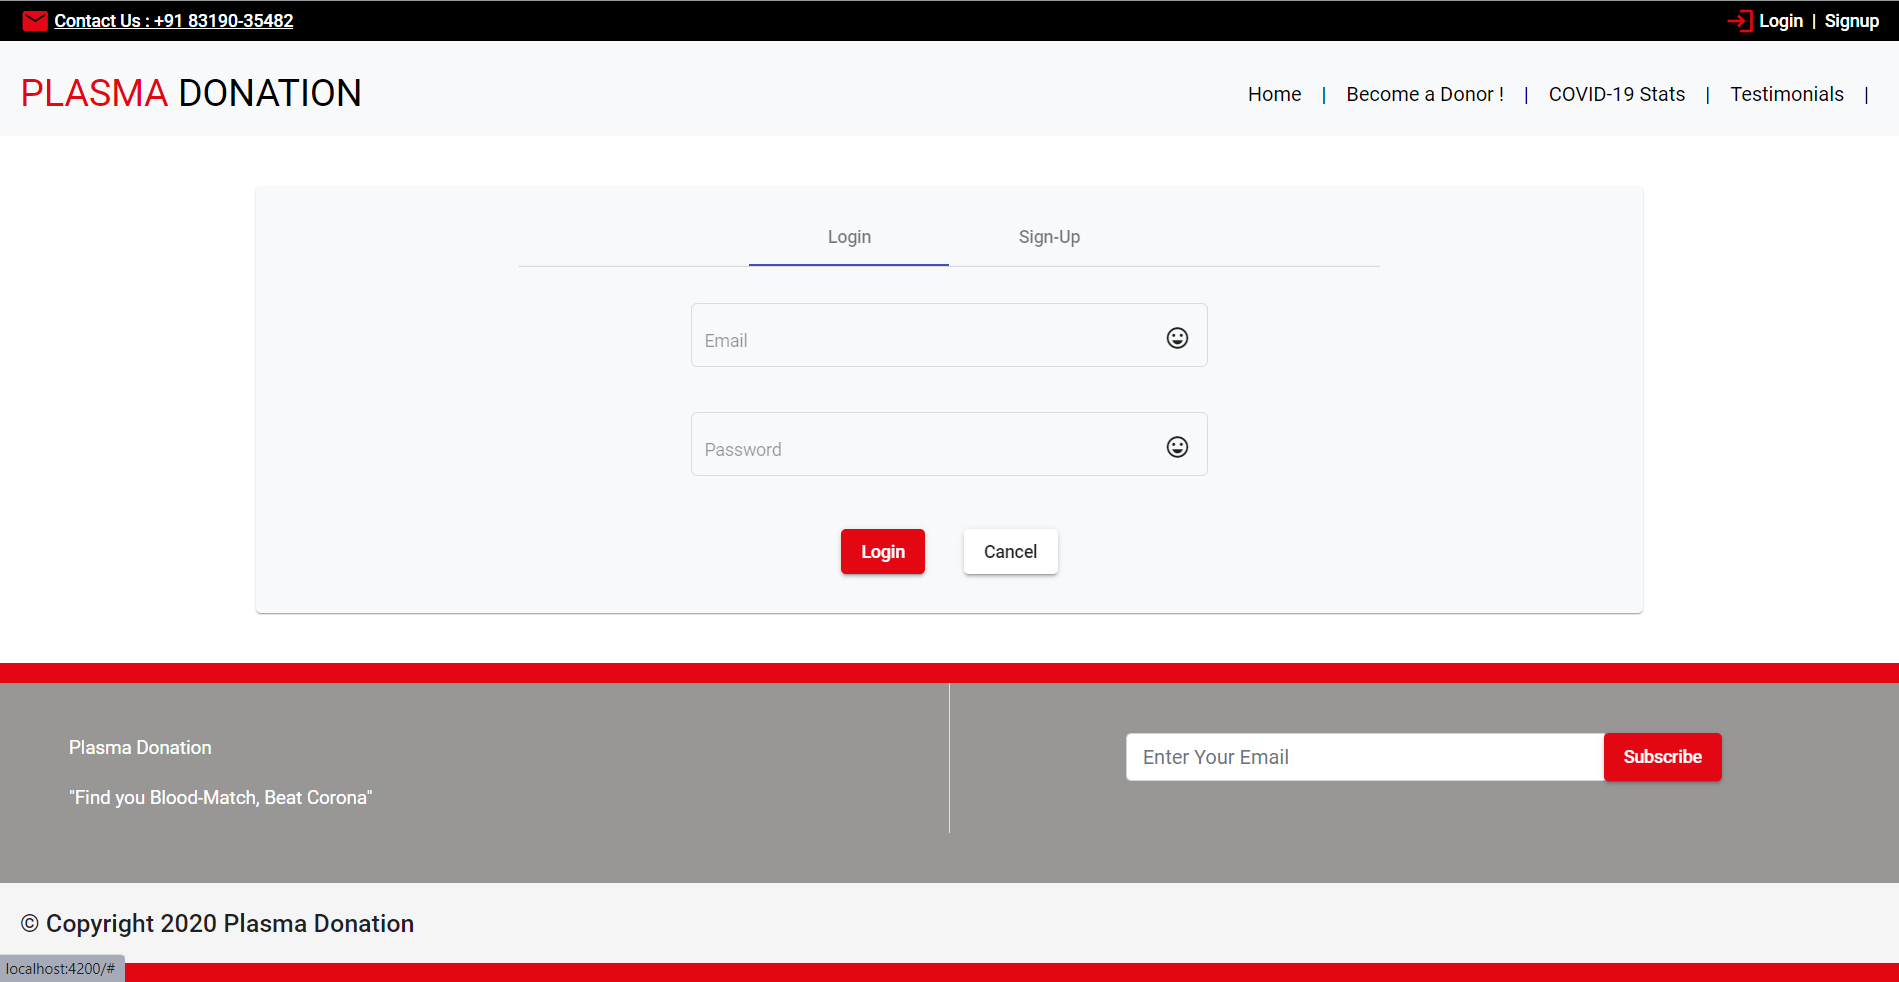 Contact Us : +91 83190-35482
Login | Signup
PLASMA DONATION
Home | Become a Donor ! | COVID-19 Stats | Testimonials |
Login
Sign-Up
Email
Password
Login
Cancel
Plasma Donation
"Find you Blood-Match, Beat Corona"
Enter Your Email
Subscribe
© Copyright 2020 Plasma Donation
localhost:4200/#